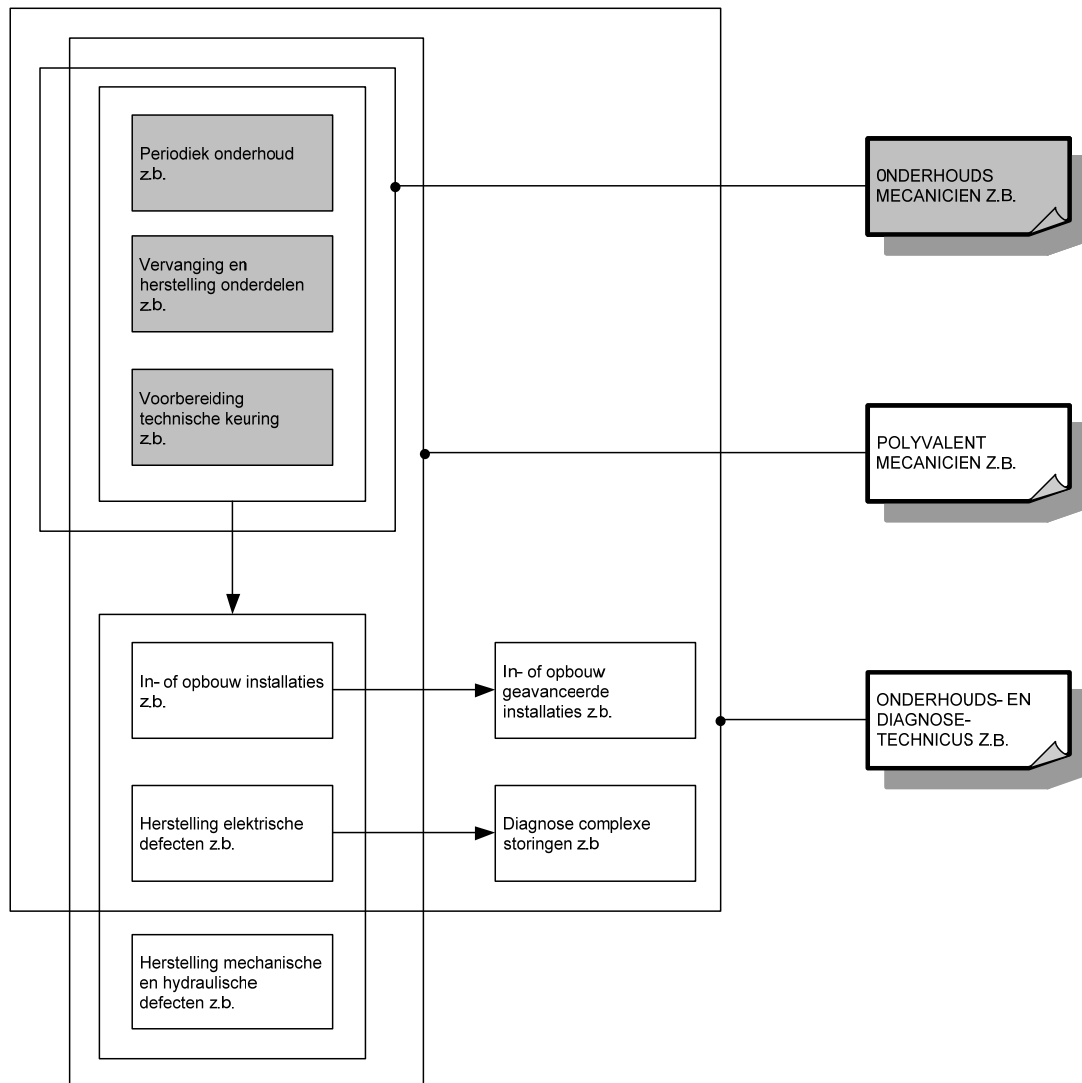 Periodiek onderhoud
z.b.
0NDERHOUDS
MECANICIEN Z.B.
Vervanging en
herstelling onderdelen
z.b.
Voorbereiding
technische keuring
z.b.
POLYVALENT
MECANICIEN Z.B.
In- of opbouw installaties
z.b.
In- of opbouw
geavanceerde
installaties z.b.
ONDERHOUDS- EN
DIAGNOSE-
TECHNICUS Z.B.
Herstelling elektrische
defecten z.b.
Diagnose complexe
storingen z.b
Herstelling mechanische
en hydraulische
defecten z.b.